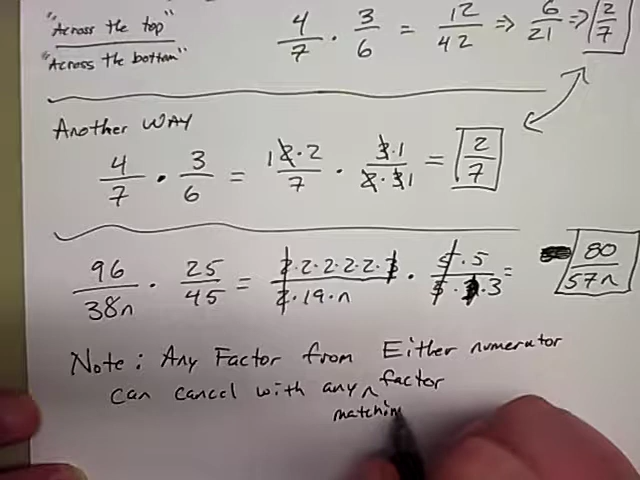 "Across the top"
"Across the bottom"
4/7 · 3/6 = 12/42 ⇒ 6/21 ⇒ 2/7
Another WAY
4/7 · 3/6 = 1 2·2/7 · 3·1/2·3 1 = 2/7
96/38n · 25/45 = 2·2·2·2·2·3/2·19·n · 5·5/5·3·3 = 80/57n
Note: Any Factor from Either numerator
can cancel with any ^ factor
matchin